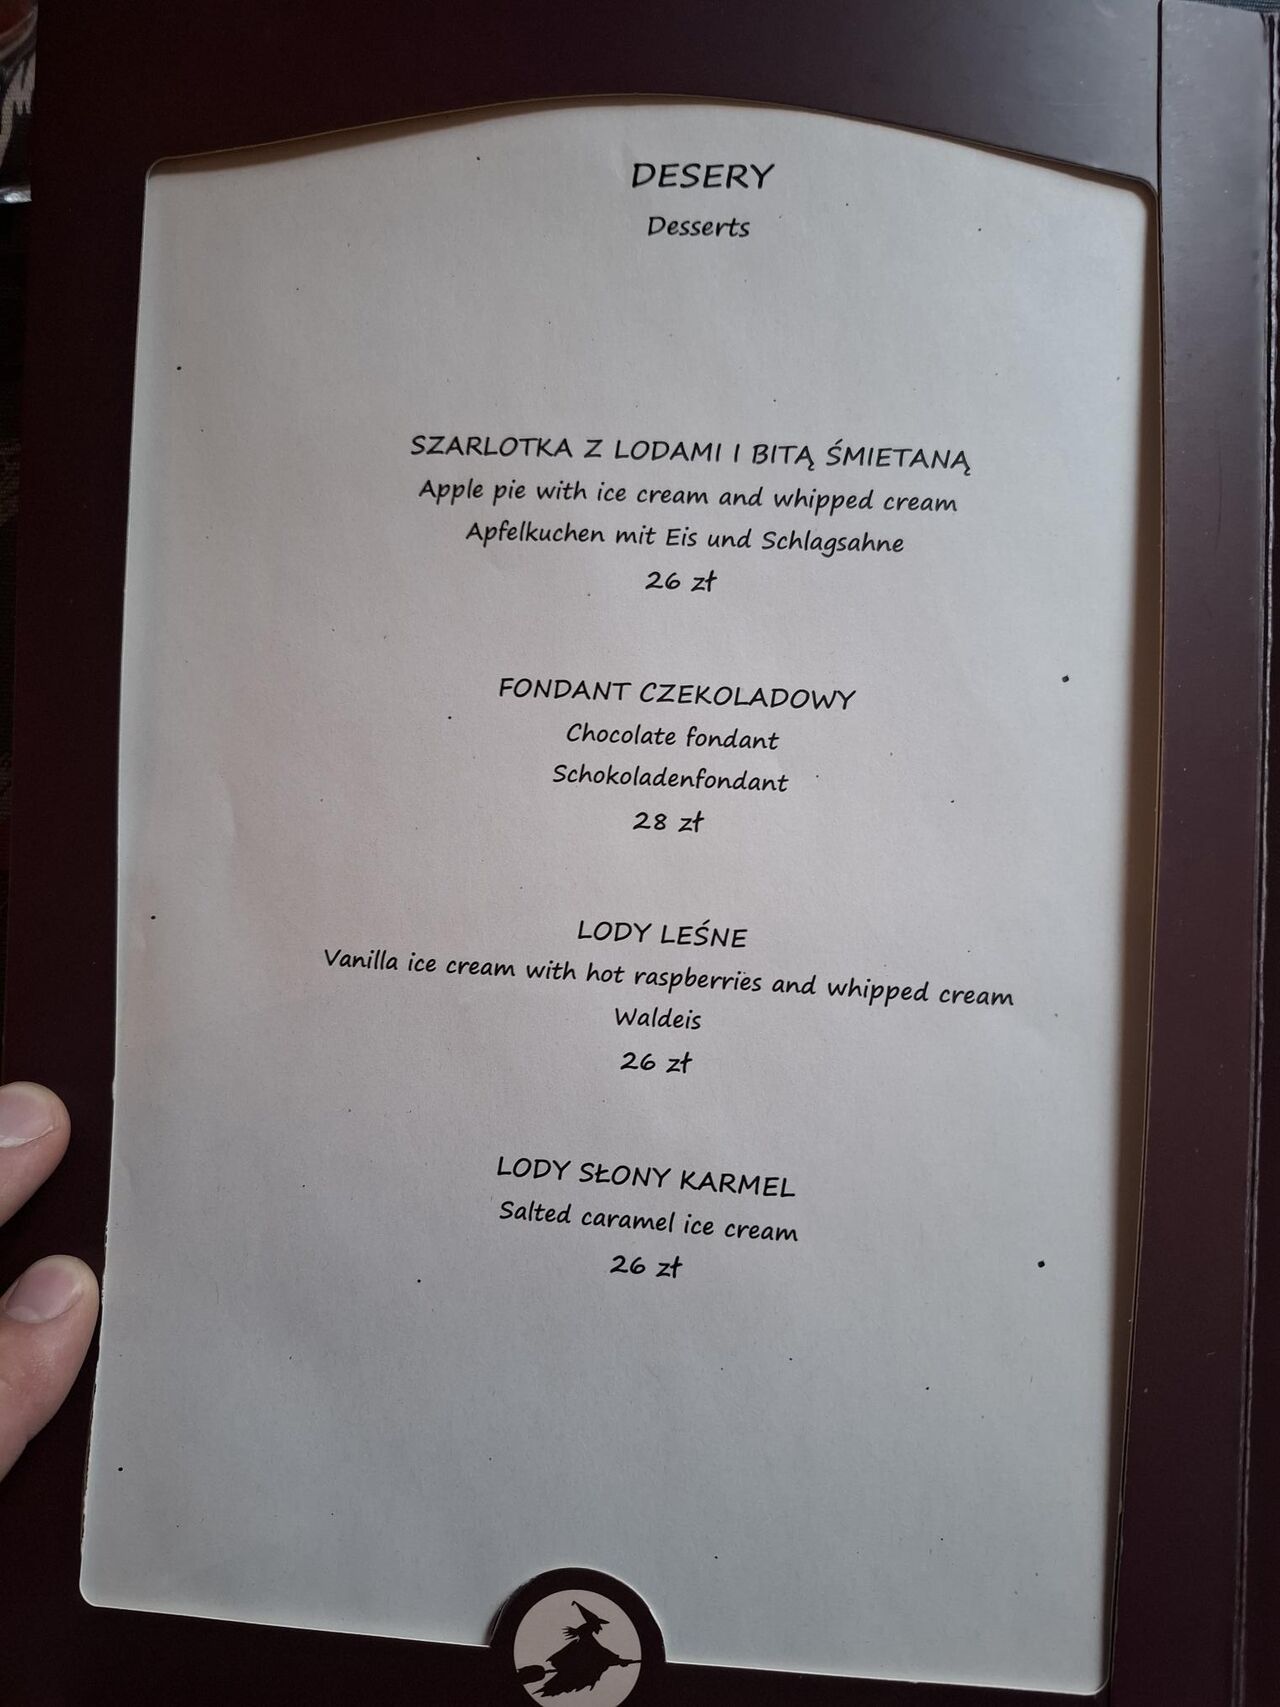 DESERY
Desserts
SZARLOTKA Z LODAMI I BITĄ ŚMIETANĄ
Apple pie with ice cream and whipped cream
Apfelkuchen mit Eis und Schlagsahne
26 zł
FONDANT CZEKOLADOWY
Chocolate fondant
Schokoladenfondant
28 zł
LODY LEŚNE
Vanilla ice cream with hot raspberries and whipped cream
Waldeis
26 zł
LODY SŁONY KARMEL
Salted caramel ice cream
26 zł